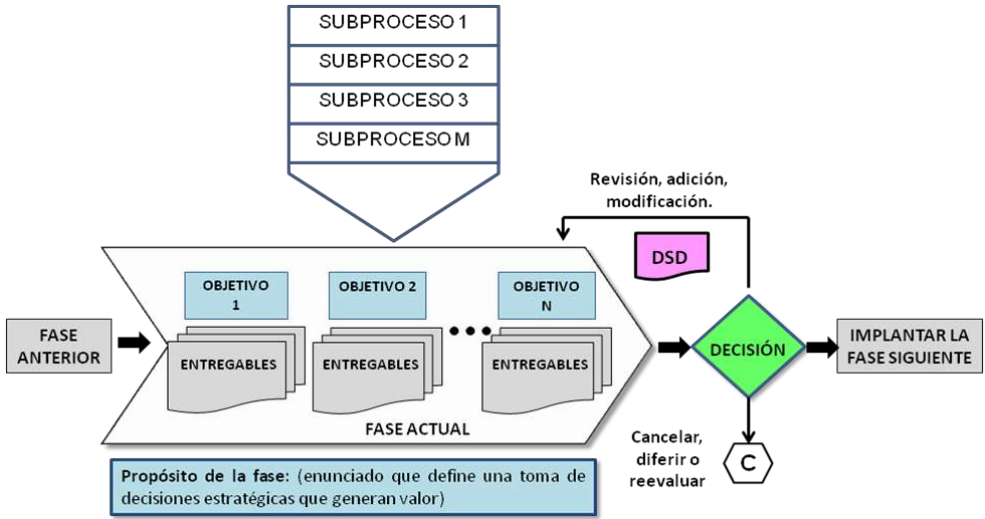 SUBPROCESO 1
SUBPROCESO 2
SUBPROCESO 3
SUBPROCESO M
Revisión, adición,
modificación.
DSD
OBJETIVO
1
OBJETIVO 2
OBJETIVO
N
FASE
ANTERIOR
ENTREGABLES
ENTREGABLES
ENTREGABLES
DECISIÓN
IMPLANTAR LA
FASE SIGUIENTE
FASE ACTUAL
Cancelar,
diferir o
reevaluar
C
Propósito de la fase: (enunciado que define una toma de
decisiones estratégicas que generan valor)